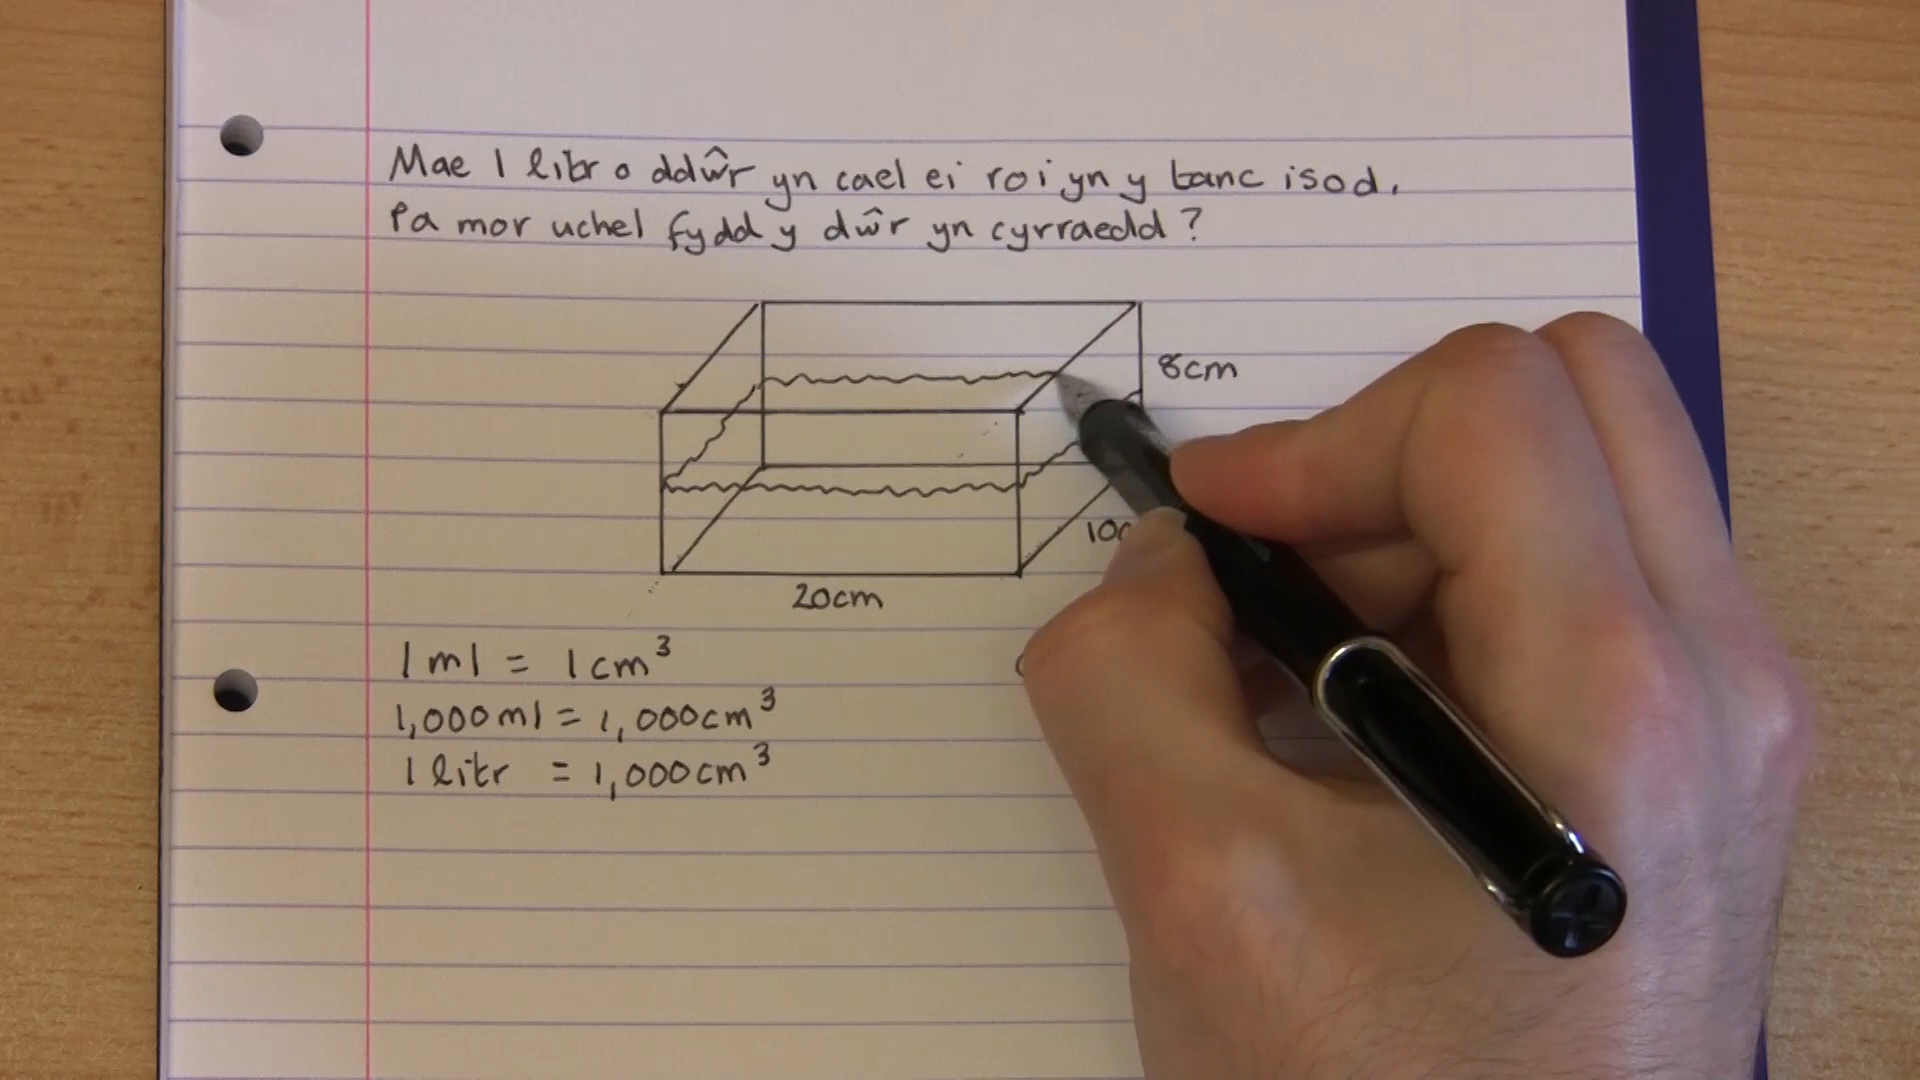 Mae 1 litr o ddŵr yn cael ei roi yn y tanc isod.
Pa mor uchel fydd y dŵr yn cyrraedd?
8cm
20cm
1ml = 1cm³
1,000ml = 1,000cm³
1 litr = 1,000cm³